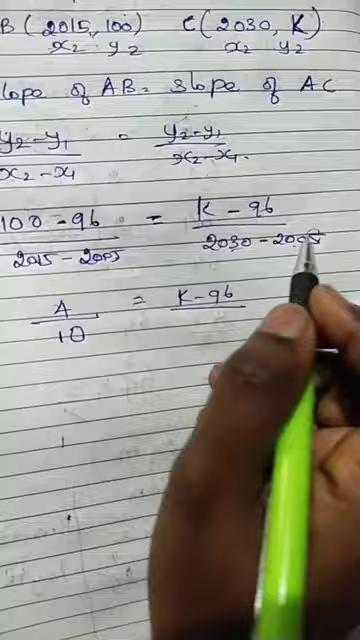 B (2015, 100) C (2030, K)
x₂ y₂ x₂ y₂
slope of AB = slope of AC
y₂-y₁ / x₂-x₁ = y₂-y₁ / x₂-x₁.
100-96 / 2015-2005 = K-96 / 2030-2005
4 / 10 = K-96